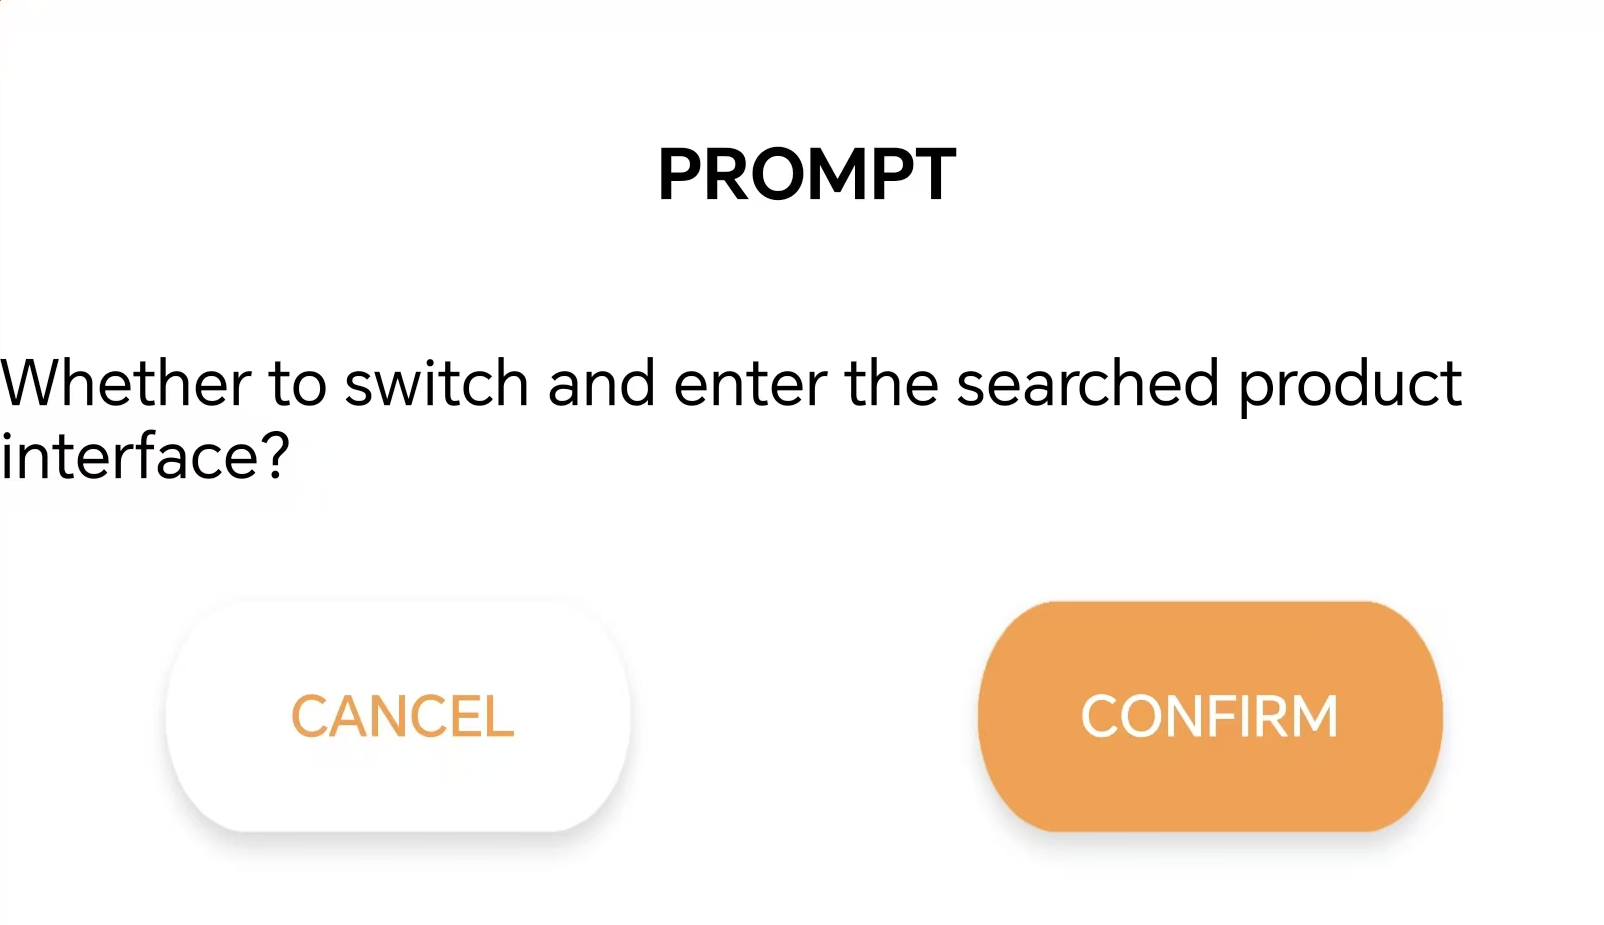 PROMPT
Whether to switch and enter the searched product
interface?
CANCEL
CONFIRM